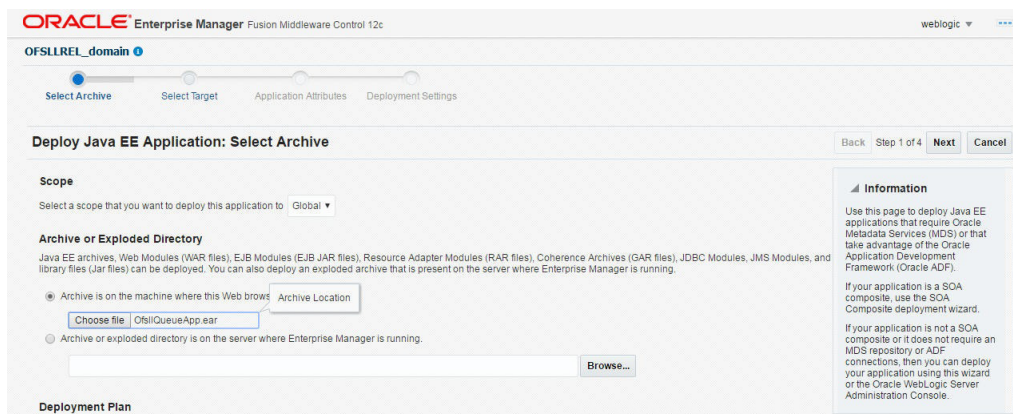 ORACLE Enterprise Manager Fusion Middleware Control 12c
weblogic
OFSLLREL_domain
Select Archive
Select Target
Application Attributes
Deployment Settings
Deploy Java EE Application: Select Archive
Back Step 1 of 4 Next Cancel
Scope
Select a scope that you want to deploy this application to Global
Archive or Exploded Directory
Java EE archives, Web Modules (WAR files), EJB Modules (EJB JAR files), Resource Adapter Modules (RAR files), Coherence Archives (GAR files), JDBC Modules, JMS Modules, and
library files (Jar files) can be deployed. You can also deploy an exploded archive that is present on the server where Enterprise Manager is running.
Archive is on the machine where this Web brows
Archive Location
Choose file OfsllQueueApp.ear
Archive or exploded directory is on the server where Enterprise Manager is running.
Browse...
Deployment Plan
Information
Use this page to deploy Java EE
applications that require Oracle
Metadata Services (MDS) or that
take advantage of the Oracle
Application Development
Framework (Oracle ADF).
If your application is a SOA
composite, use the SOA
Composite deployment wizard.
If your application is not a SOA
composite or it does not require an
MDS repository or ADF
connections, then you can deploy
your application using this wizard
or the Oracle WebLogic Server
Administration Console.